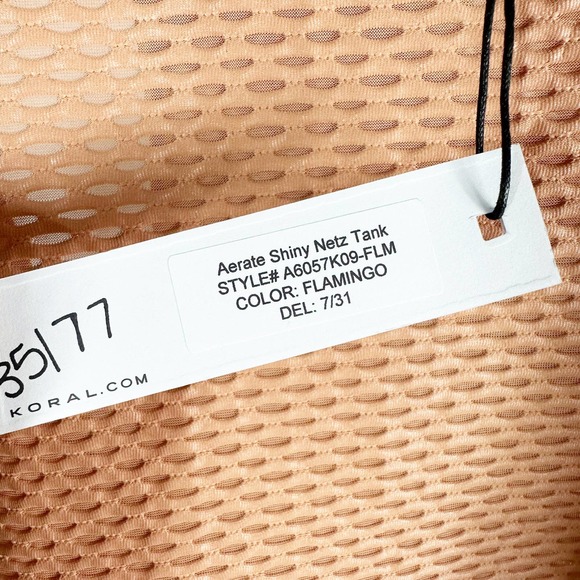 Aerate Shiny Netz Tank
STYLE# A6057K09-FLM
COLOR: FLAMINGO
DEL: 7/31
35/77
KORAL.COM